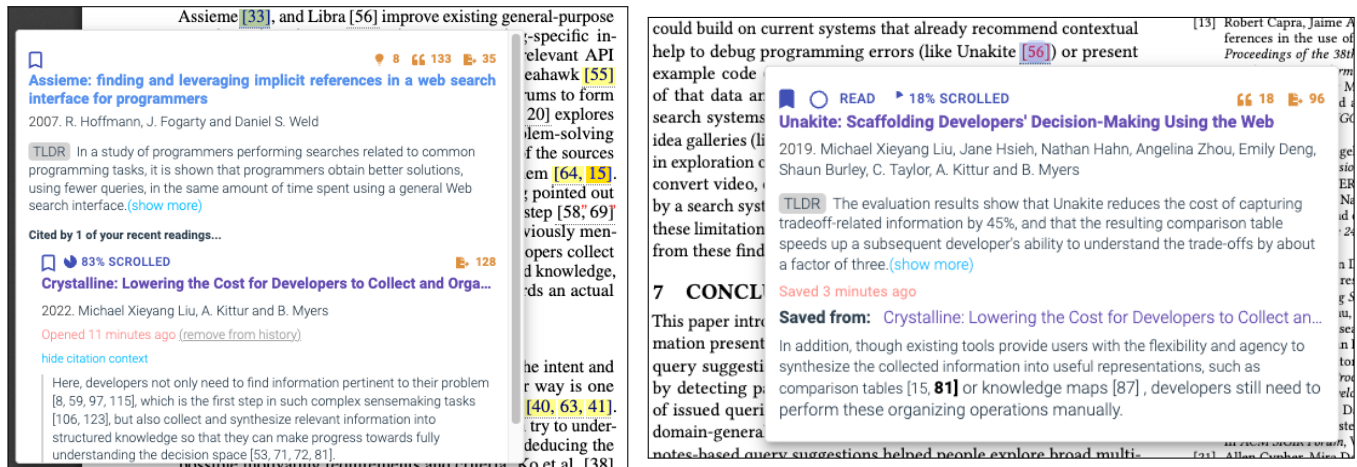 Assieme [33], and Libra [56] improve existing general-purpose
g-specific in-
relevant API
eahawk [55]
rums to form
20] explores
lem-solving
f the sources
em [64, 15].
g pointed out
step [58, 69]
viously men-
opers collect
d knowledge,
rds an actual
he intent and
r way is one
[40, 63, 41].
try to under-
deducing the
Ko et al. [38]
8 133 35
Assieme: finding and leveraging implicit references in a web search
interface for programmers
2007. R. Hoffmann, J. Fogarty and Daniel S. Weld
TLDR In a study of programmers performing searches related to common
programming tasks, it is shown that programmers obtain better solutions,
using fewer queries, in the same amount of time spent using a general Web
search interface.(show more)
Cited by 1 of your recent readings...
83% SCROLLED 128
Crystalline: Lowering the Cost for Developers to Collect and Orga...
2022. Michael Xieyang Liu, A. Kittur and B. Myers
Opened 11 minutes ago (remove from history)
hide citation context
Here, developers not only need to find information pertinent to their problem
[8, 59, 97, 115], which is the first step in such complex sensemaking tasks
[106, 123], but also collect and synthesize relevant information into
structured knowledge so that they can make progress towards fully
understanding the decision space [53, 71, 72, 81].
could build on current systems that already recommend contextual
help to debug programming errors (like Unakite [56]) or present
example code
of that data an
search systems
idea galleries (li
in exploration o
convert video,
by a search syst
these limitation
from these find
7 CONCL
This paper intro
mation present
query suggesti
by detecting pa
of issued queri
domain-genera
notes-based query suggestions helped people explore broad multi-
READ 18% SCROLLED 18 96
Unakite: Scaffolding Developers' Decision-Making Using the Web
2019. Michael Xieyang Liu, Jane Hsieh, Nathan Hahn, Angelina Zhou, Emily Deng,
Shaun Burley, C. Taylor, A. Kittur and B. Myers
TLDR The evaluation results show that Unakite reduces the cost of capturing
tradeoff-related information by 45%, and that the resulting comparison table
speeds up a subsequent developer's ability to understand the trade-offs by about
a factor of three.(show more)
Saved 3 minutes ago
Saved from: Crystalline: Lowering the Cost for Developers to Collect an...
In addition, though existing tools provide users with the flexibility and agency to
synthesize the collected information into useful representations, such as
comparison tables [15, 81] or knowledge maps [87] , developers still need to
perform these organizing operations manually.
[13] Robert Capra, Jaime A
ferences in the use of
Proceedings of the 38th
[21] Allen Cypher, Mira D